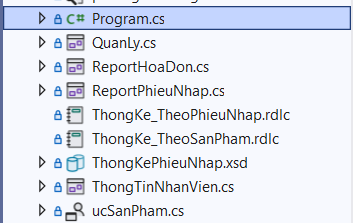 Program.cs
QuanLy.cs
ReportHoaDon.cs
ReportPhieuNhap.cs
ThongKe_TheoPhieuNhap.rdlc
ThongKe_TheoSanPham.rdlc
ThongKePhieuNhap.xsd
ThongTinNhanVien.cs
ucSanPham.cs